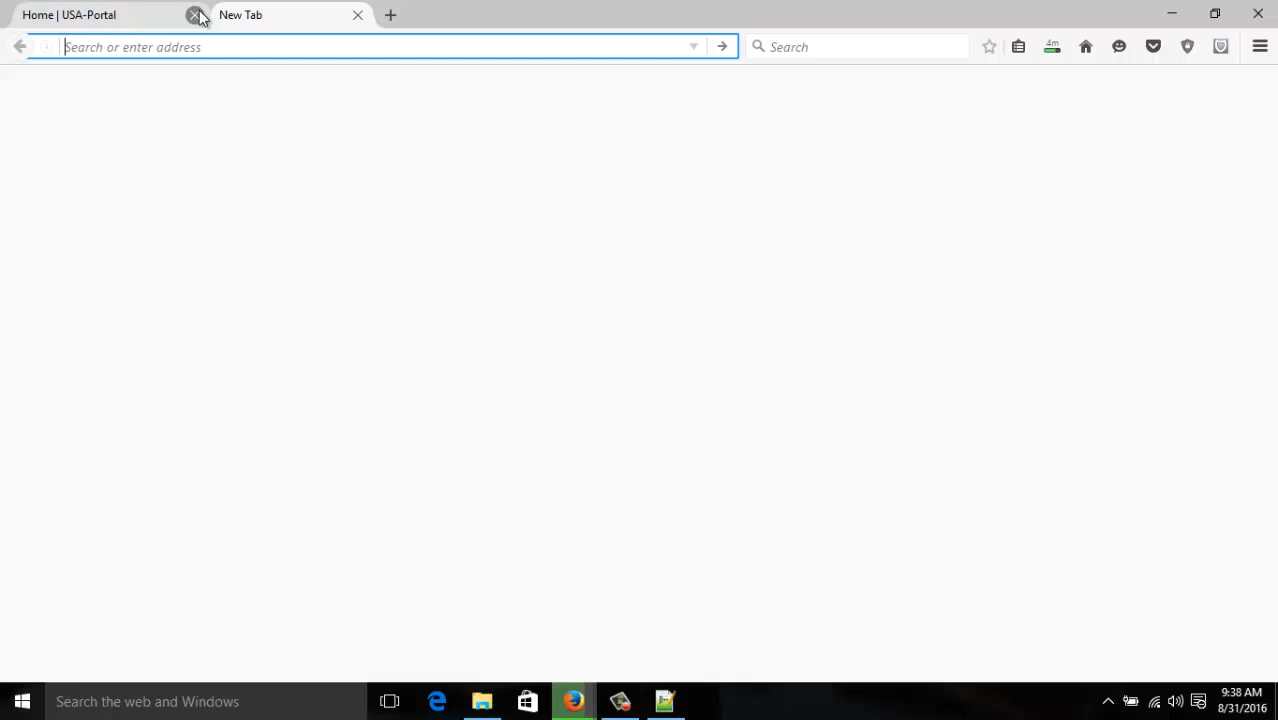 Home | USA-Portal
New Tab
Search or enter address
Search
4m
Search the web and Windows
9:38 AM
8/31/2016